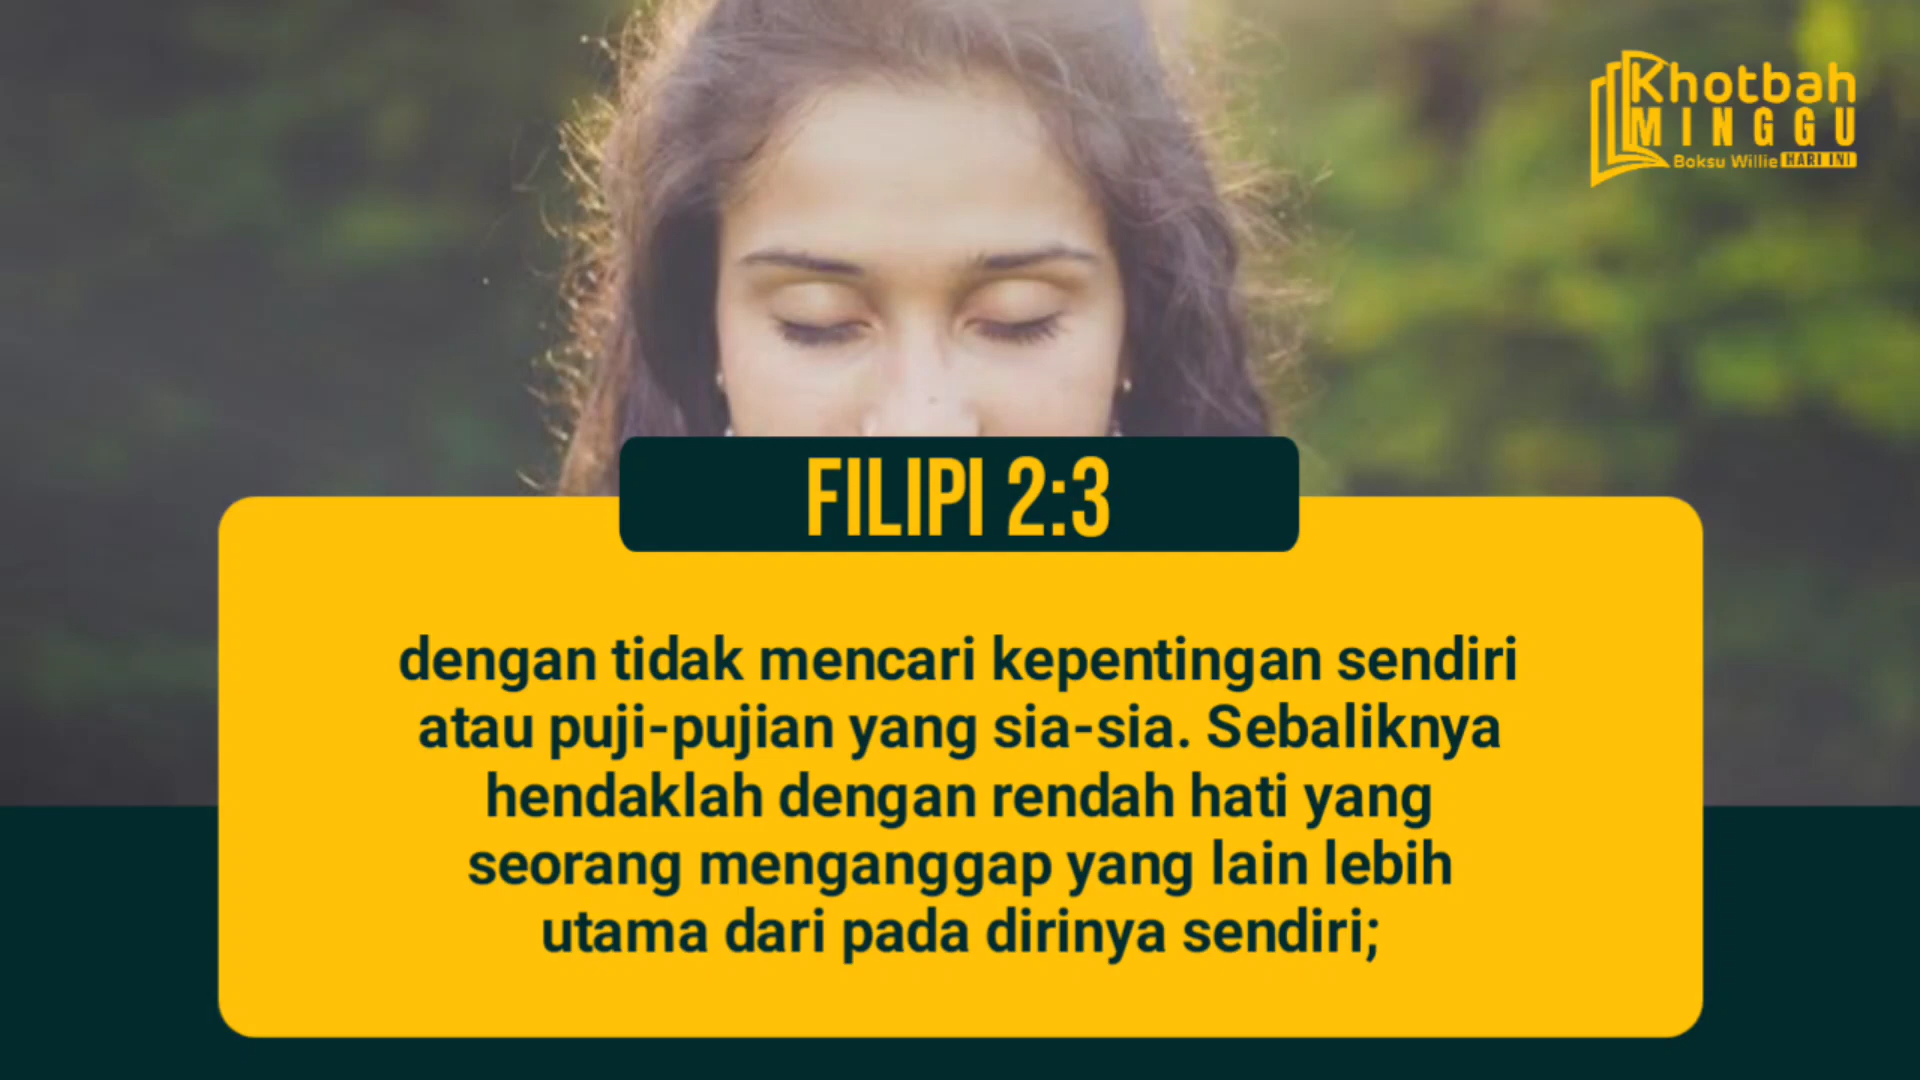 Khotbah
MINGGU
Boksu Willie HARI INI
FILIPI 2:3
dengan tidak mencari kepentingan sendiri
atau puji-pujian yang sia-sia. Sebaliknya
hendaklah dengan rendah hati yang
seorang menganggap yang lain lebih
utama dari pada dirinya sendiri;